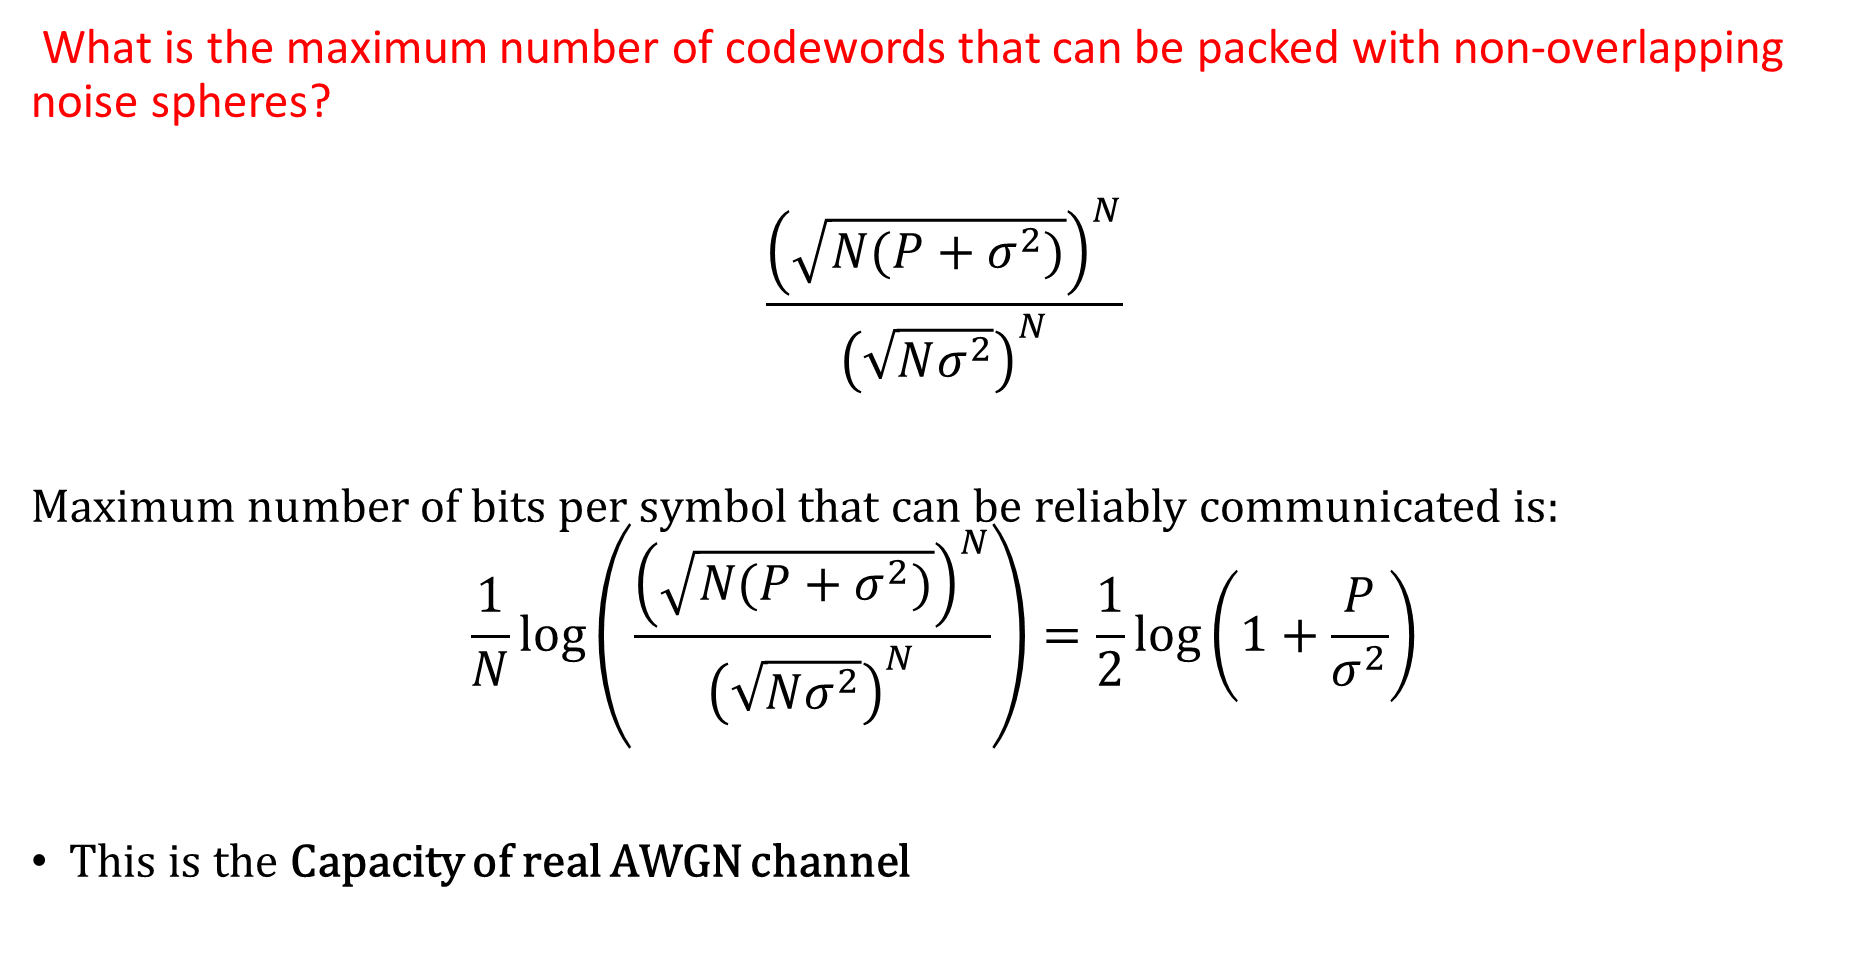 What is the maximum number of codewords that can be packed with non-overlapping
noise spheres?
(√N(P + σ²))^N
(√Nσ²)^N
Maximum number of bits per symbol that can be reliably communicated is:
1/N log((√N(P + σ²))^N / (√Nσ²)^N) = 1/2 log(1 + P/σ²)
• This is the Capacity of real AWGN channel